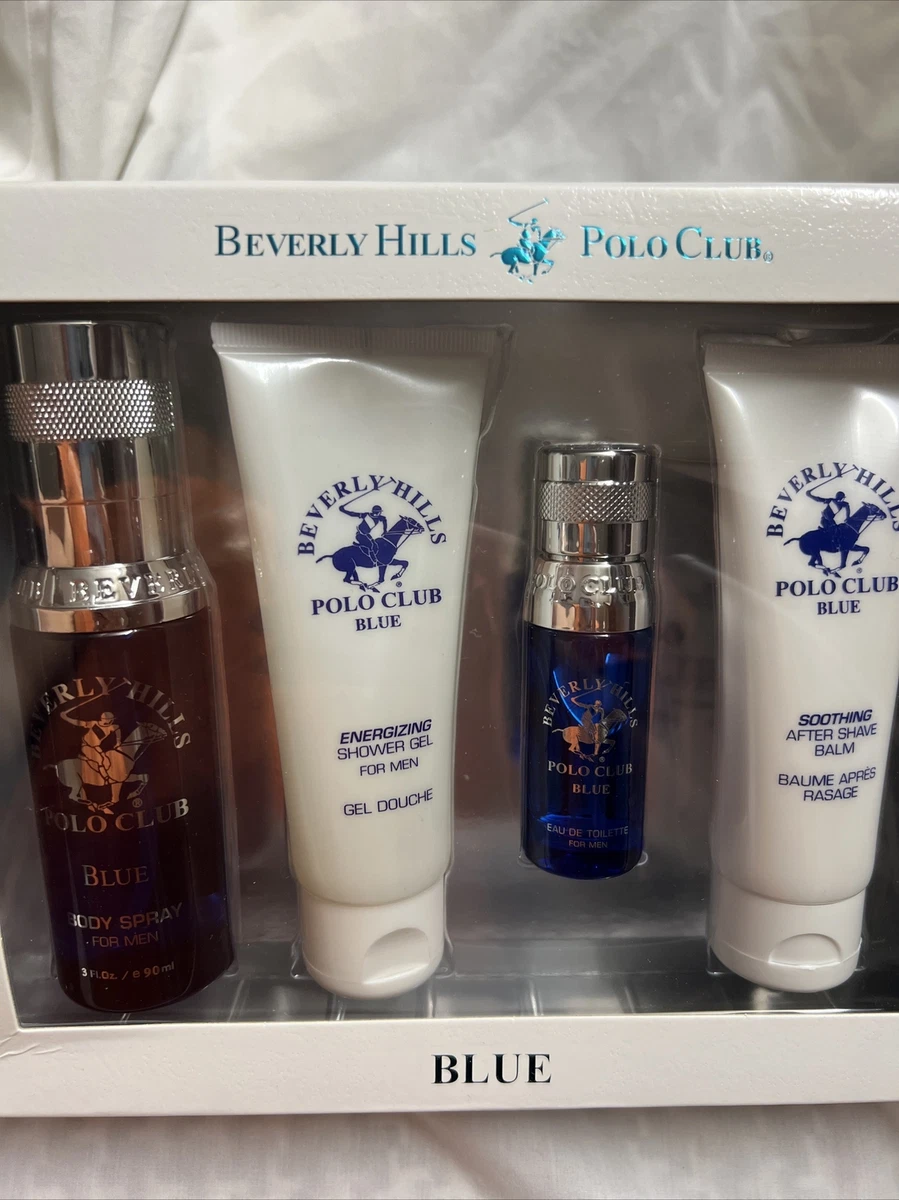 BEVERLY HILLS POLO CLUB®
BEVERLY
BEVERLY HILLS
POLO CLUB®
BLUE
BODY SPRAY
FOR MEN
3 Fl.Oz. / e 90ml
BEVERLY HILLS
POLO CLUB®
BLUE
ENERGIZING
SHOWER GEL
FOR MEN
GEL DOUCHE
POLO CLUB
BEVERLY HILLS
POLO CLUB®
BLUE
EAU DE TOILETTE
FOR MEN
BEVERLY HILLS
POLO CLUB®
BLUE
SOOTHING
AFTER SHAVE
BALM
BAUME APRÈS
RASAGE
BLUE